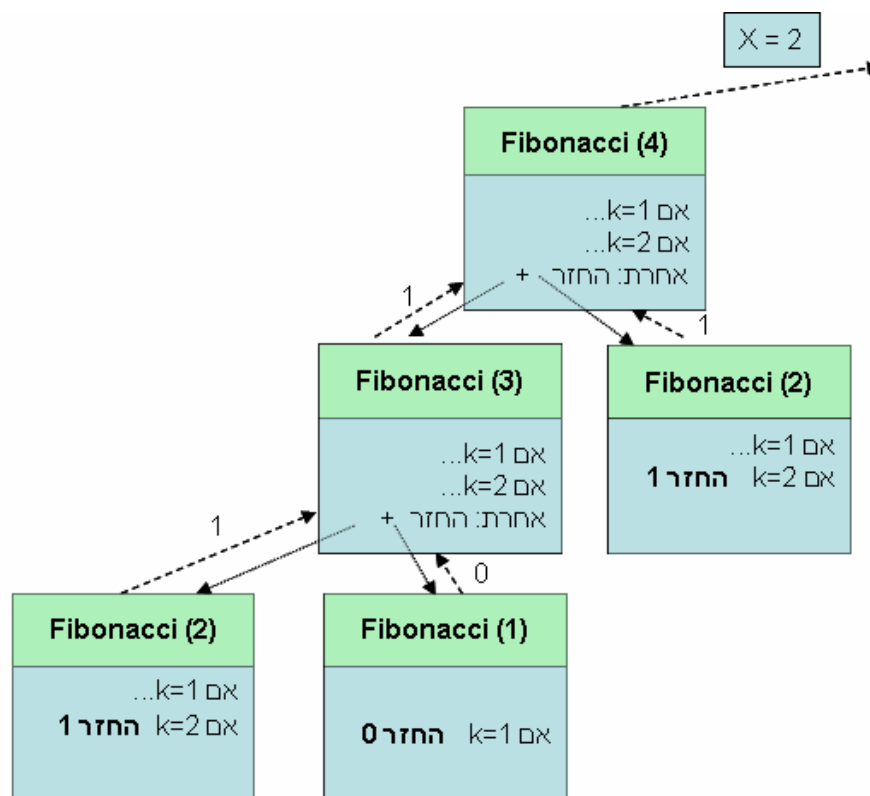 X = 2
Fibonacci (4)
אם k=1...
אם k=2...
אחרת: החזר +
1
1
Fibonacci (3)
אם k=1...
אם k=2...
אחרת: החזר +
Fibonacci (2)
אם k=1...
אם k=2 החזר 1
1
0
Fibonacci (2)
אם k=1...
אם k=2 החזר 1
Fibonacci (1)
אם k=1 החזר 0